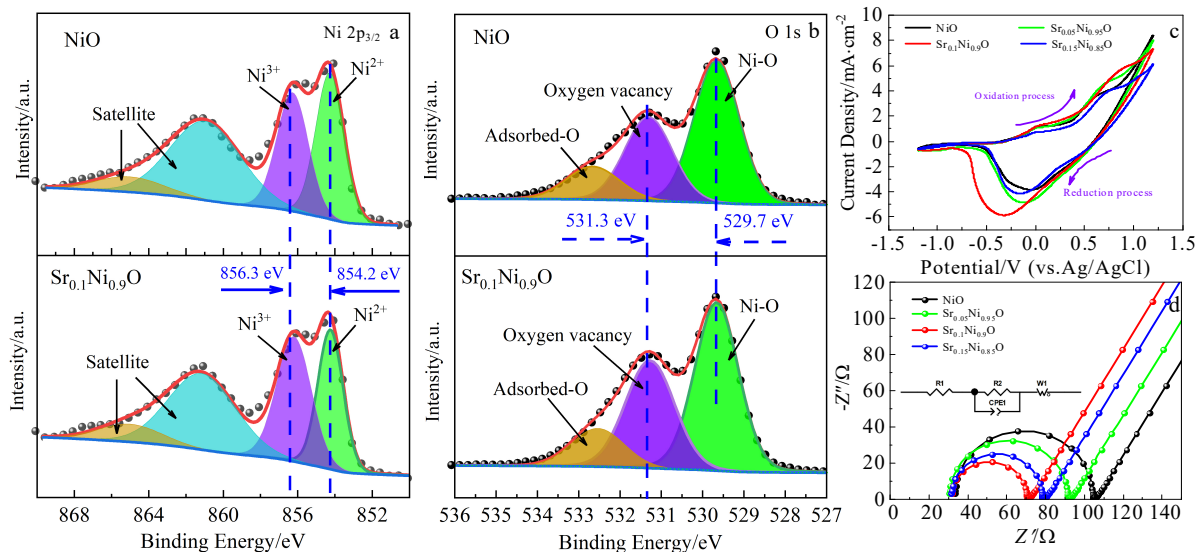 NiO
Ni 2p3/2 a
Ni3+
Ni2+
Satellite
Intensity/a.u.
Sr0.1Ni0.9O
856.3 eV
854.2 eV
Ni3+
Ni2+
Satellite
Intensity/a.u.
868 864 860 856 852
Binding Energy/eV
NiO
O 1s b
Ni-O
Oxygen vacancy
Adsorbed-O
Intensity/a.u.
531.3 eV
529.7 eV
Sr0.1Ni0.9O
Ni-O
Oxygen vacancy
Adsorbed-O
Intensity/a.u.
536 535 534 533 532 531 530 529 528 527
Binding Energy/eV
c
NiO
Sr0.05Ni0.95O
Sr0.1Ni0.9O
Sr0.15Ni0.85O
Oxidation process
Reduction process
Current Density/mA·cm-2
10
8
6
4
2
0
-2
-4
-6
-1.5 -1.0 -0.5 0.0 0.5 1.0 1.5
Potential/V (vs.Ag/AgCl)
d
NiO
Sr0.05Ni0.95O
Sr0.1Ni0.9O
Sr0.15Ni0.85O
R1 R2 W1
CPE1
-Z''/Ω
120
100
80
60
40
20
0
0 20 40 60 80 100 120 140
Z'/Ω